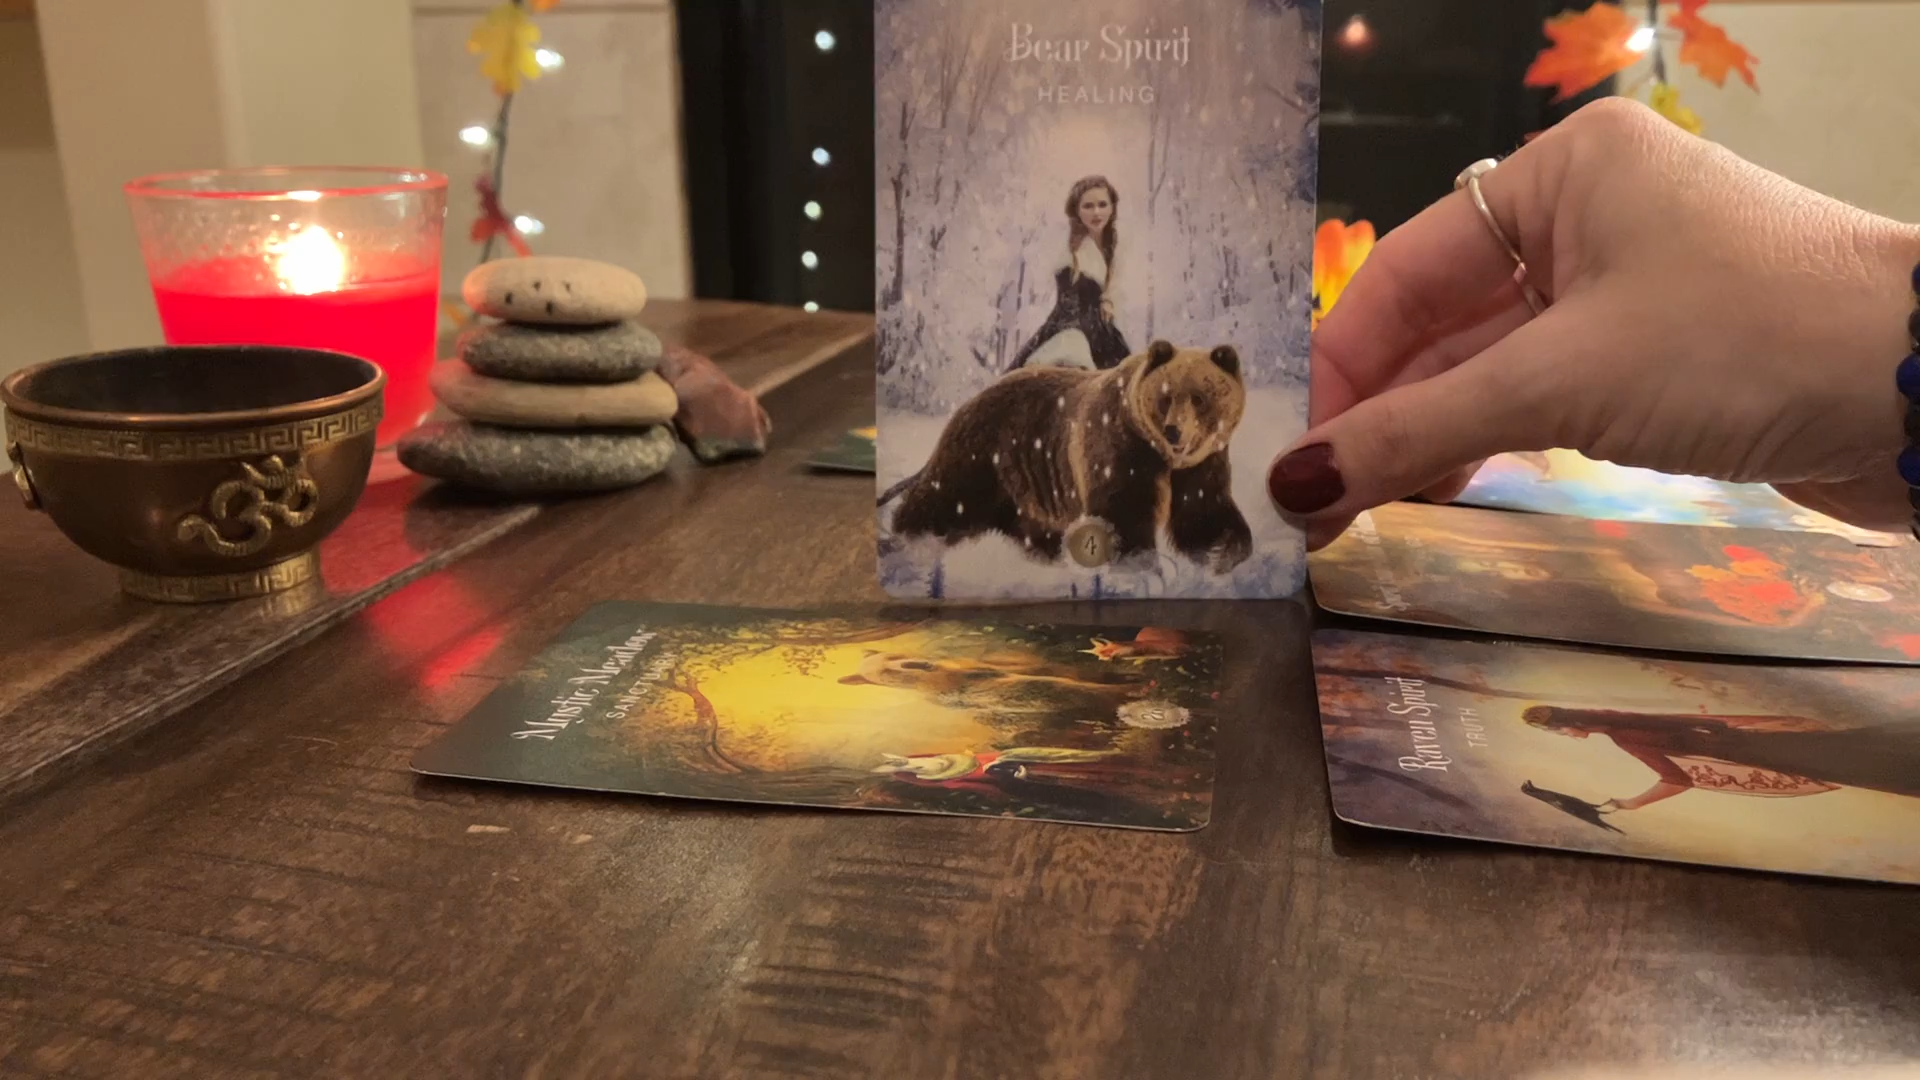 Bear Spirit
HEALING
4
Mystic Meadow
SANCTUARY
Raven Spirit
TRUTH